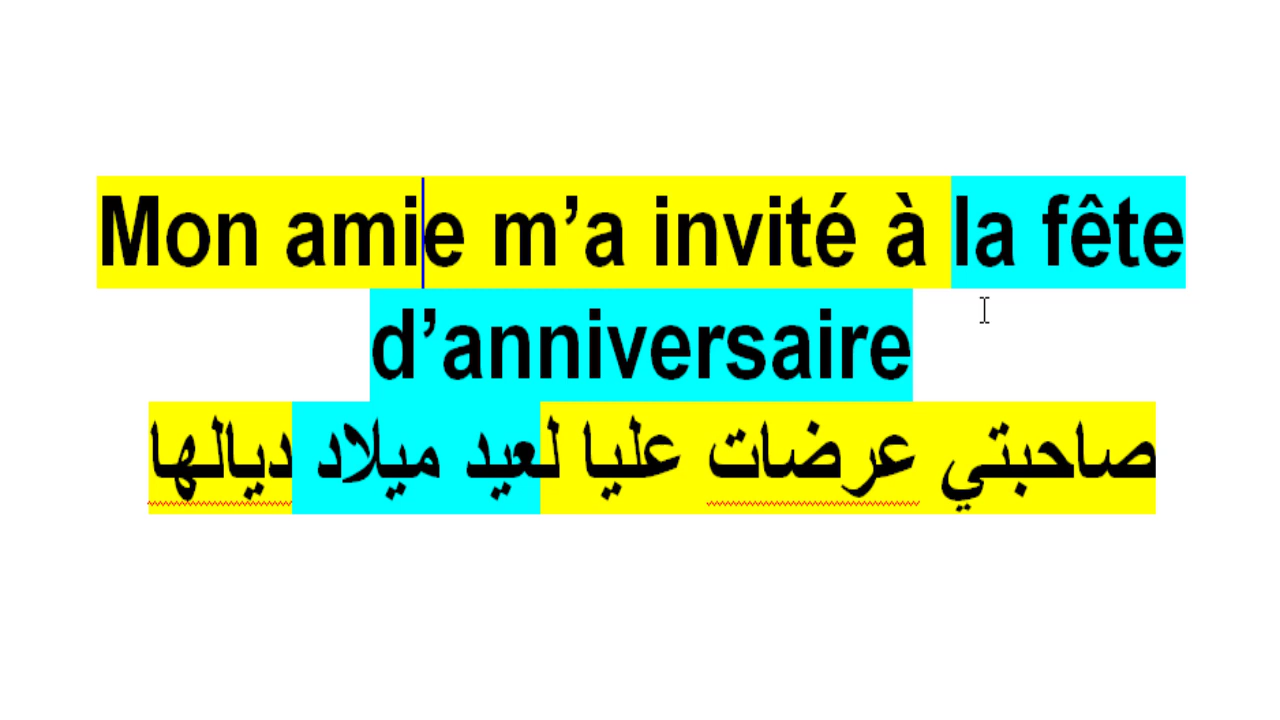 Mon amie m’a invité à la fête
d’anniversaire
صاحبتي عرضات عليا لعيد ميلاد ديالها